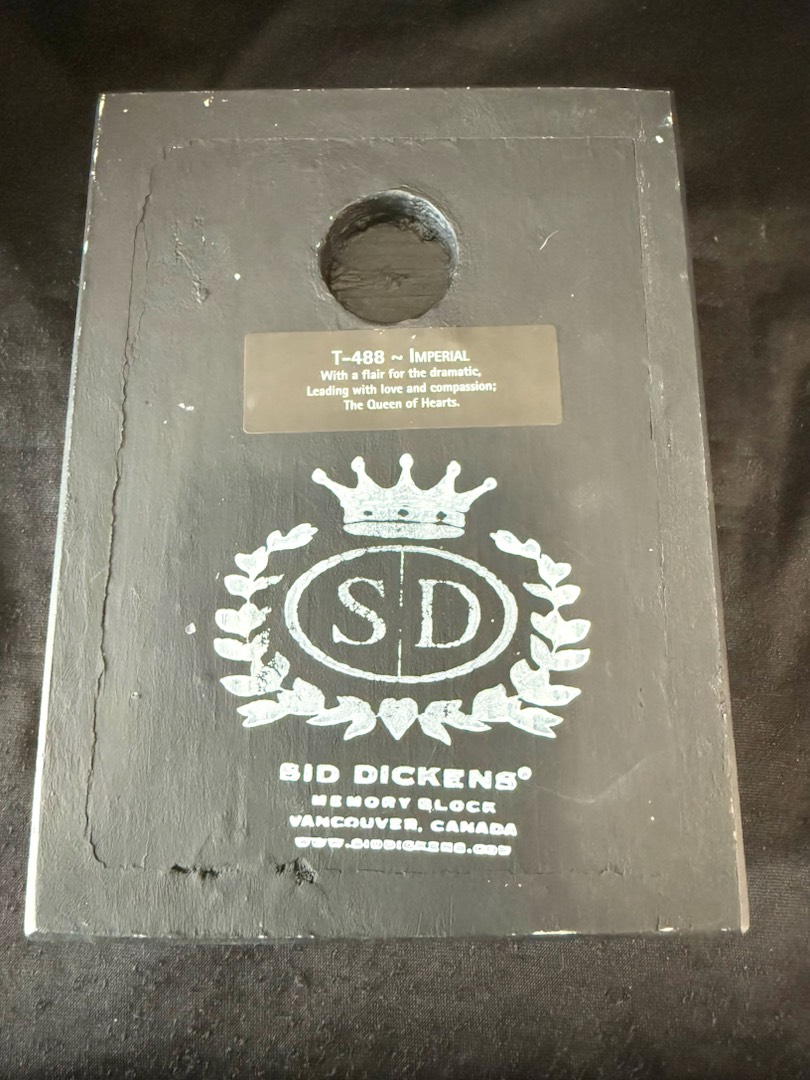 T-488 ~ IMPERIAL
With a flair for the dramatic,
Leading with love and compassion;
The Queen of Hearts.
S D
SID DICKENS®
MEMORY BLOCK
VANCOUVER, CANADA
WWW.SIDDICKENS.COM